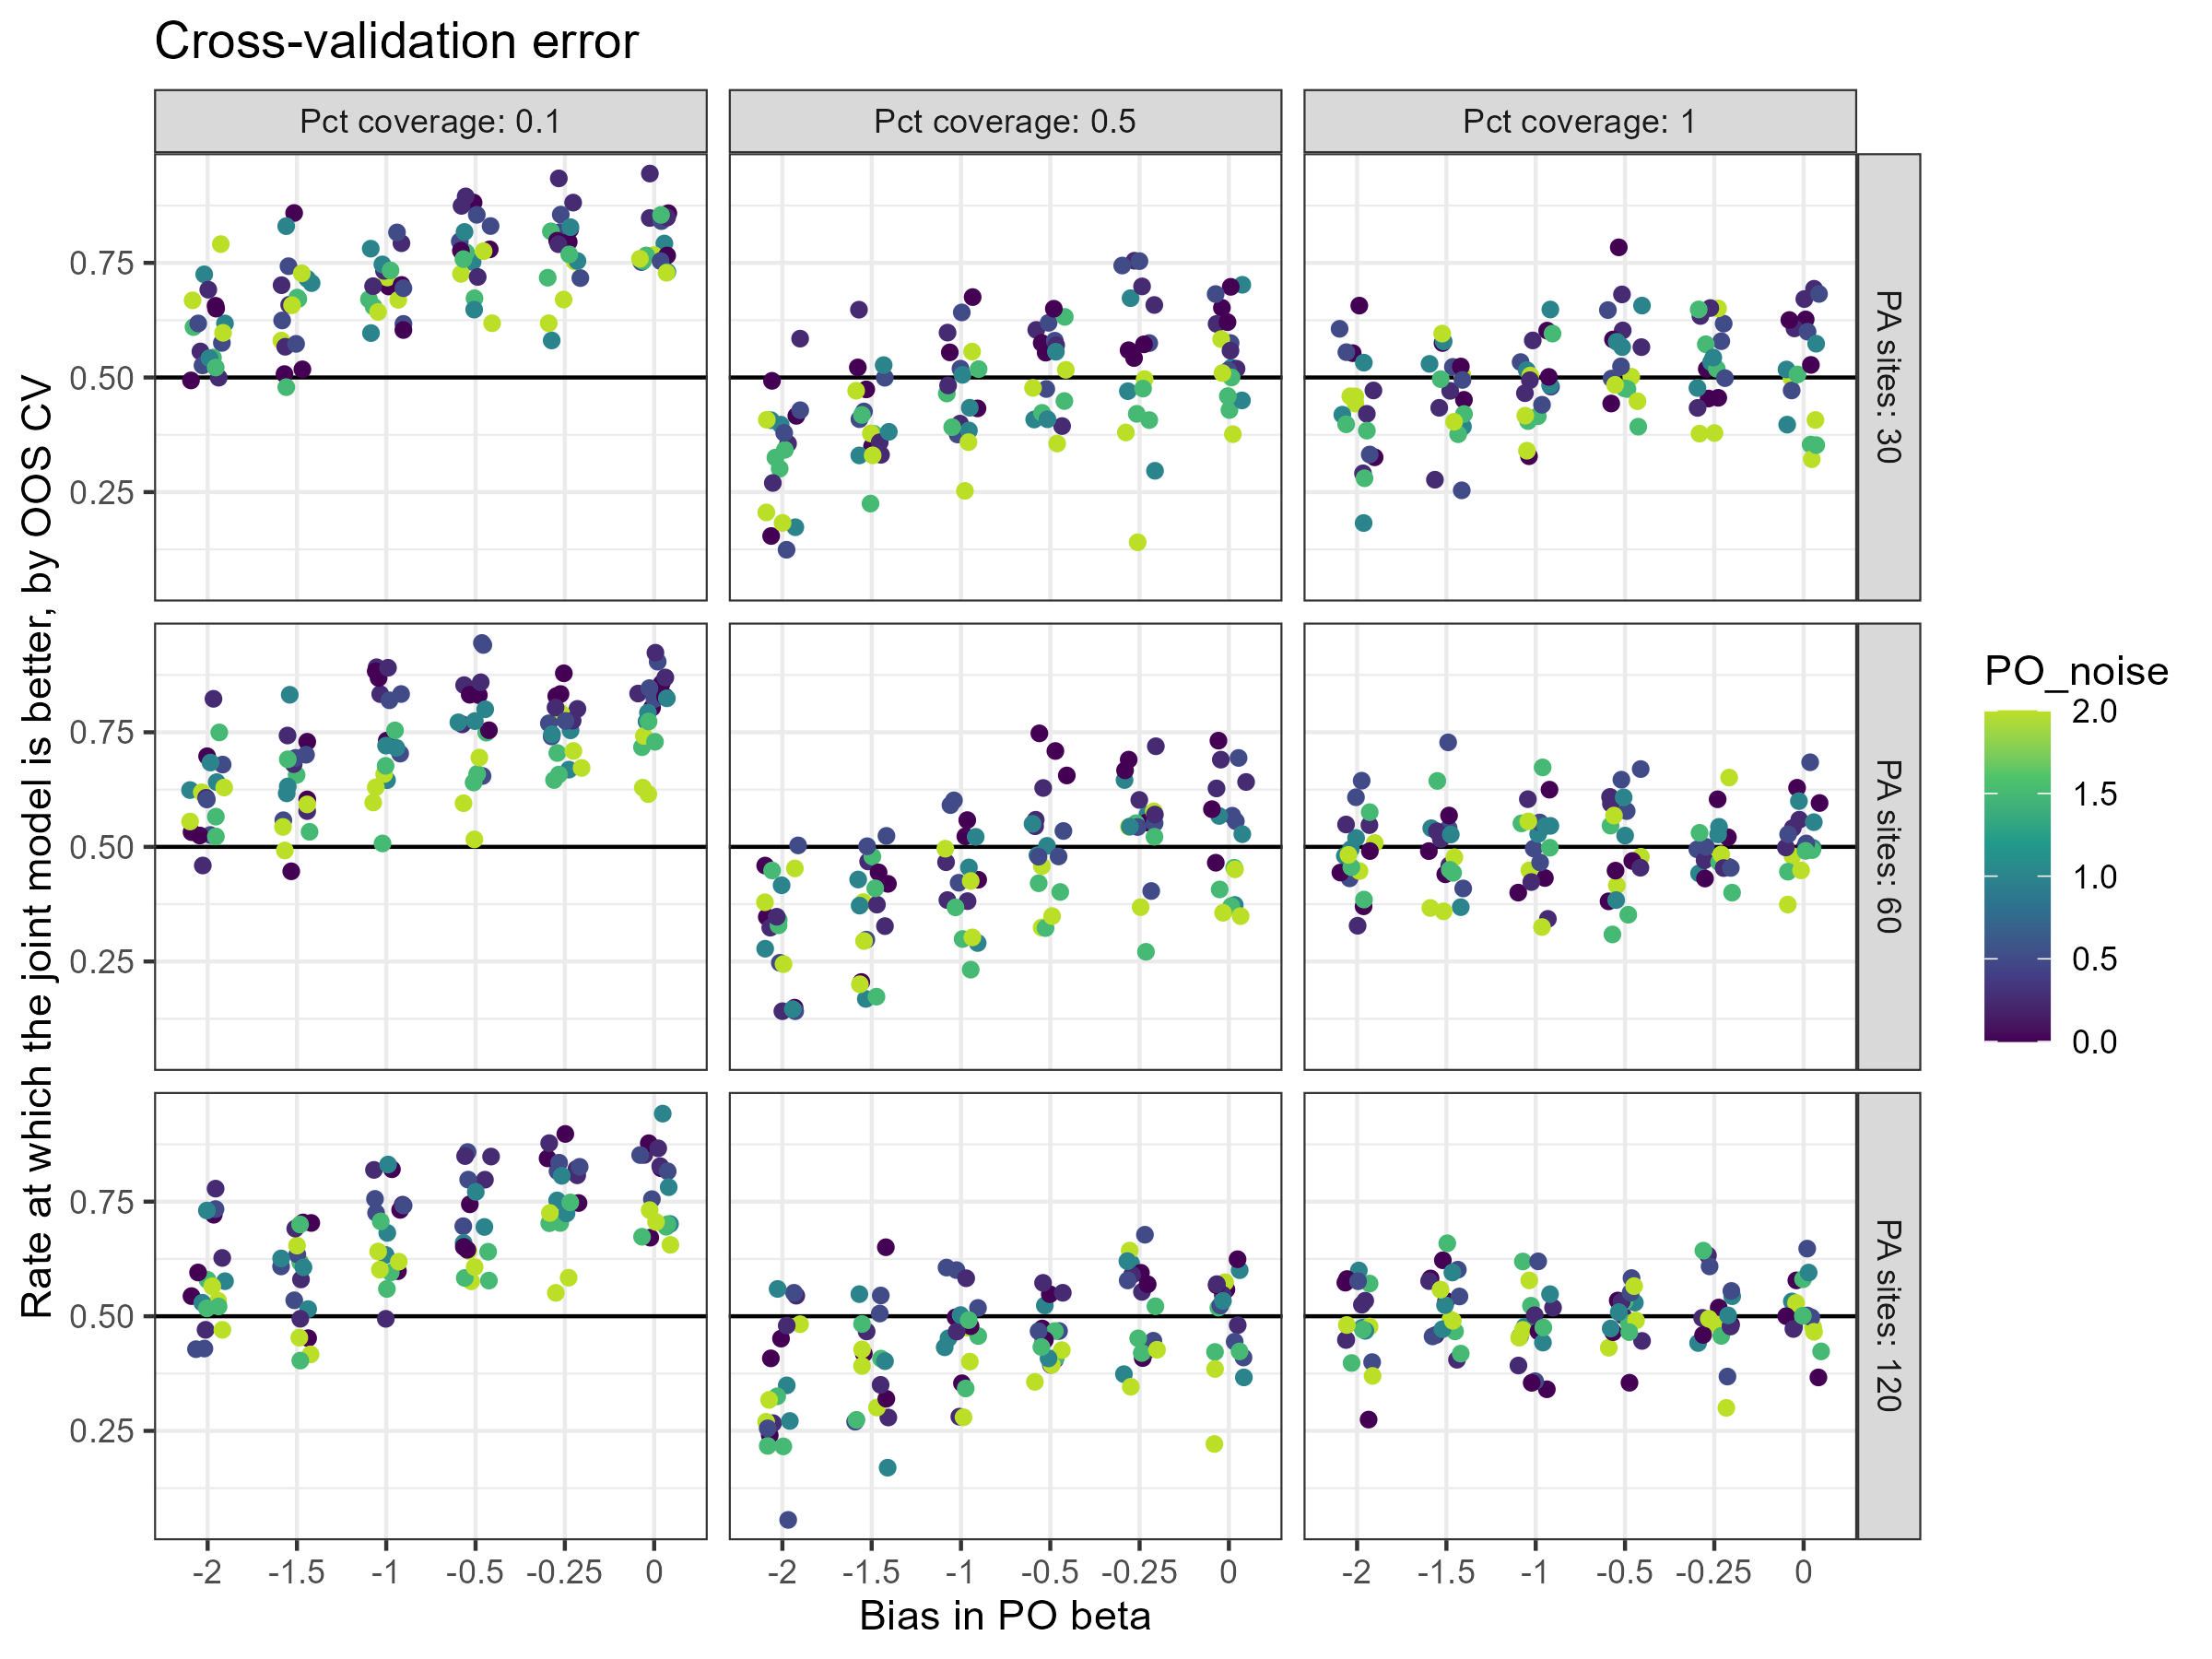 Cross-validation error
Pct coverage: 0.1
Pct coverage: 0.5
Pct coverage: 1
Rate at which the joint model is better, by OOS CV
0.75
0.50
0.25
PA sites: 30
0.75
0.50
0.25
PA sites: 60
0.75
0.50
0.25
PA sites: 120
-2 -1.5 -1 -0.5 -0.25 0
-2 -1.5 -1 -0.5 -0.25 0
-2 -1.5 -1 -0.5 -0.25 0
Bias in PO beta
PO_noise
2.0
1.5
1.0
0.5
0.0